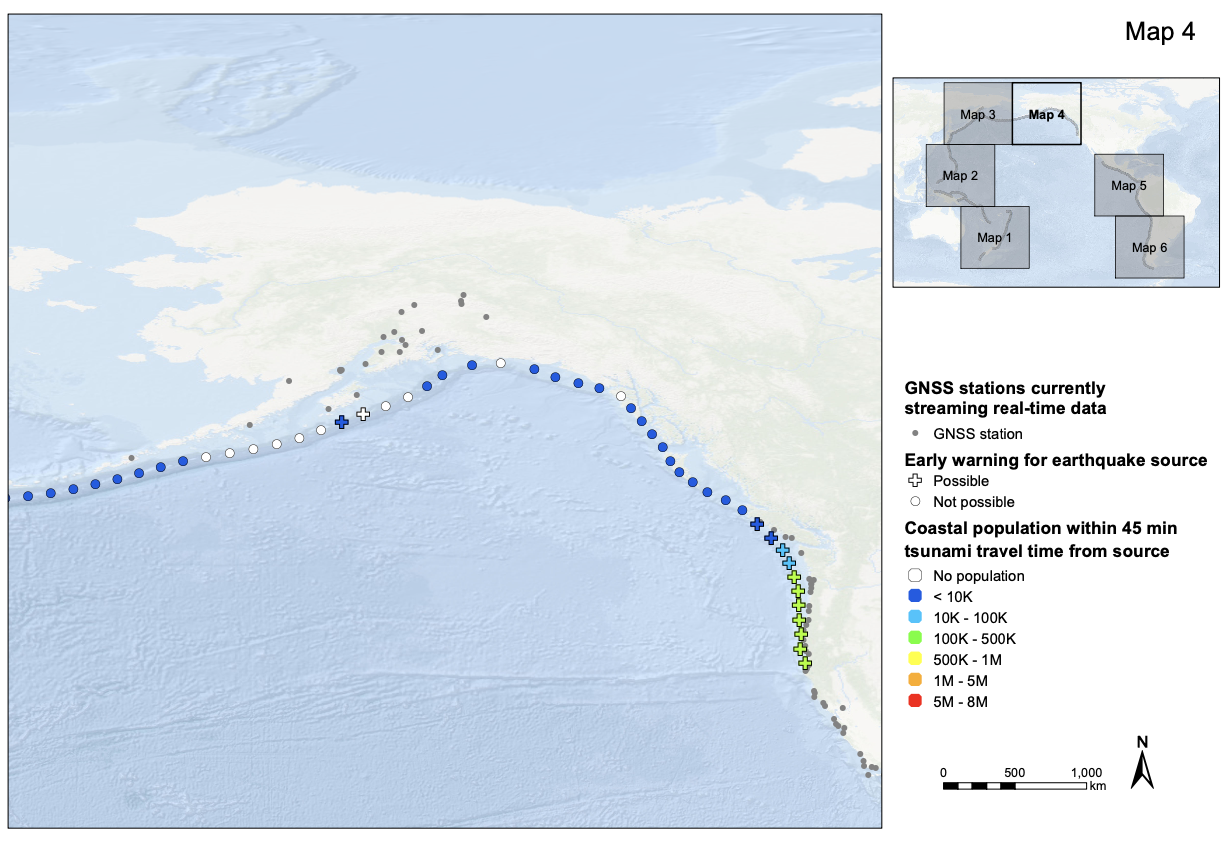 Map 4
Map 3
Map 4
Map 2
Map 5
Map 1
Map 6
GNSS stations currently
streaming real-time data
GNSS station
Early warning for earthquake source
Possible
Not possible
Coastal population within 45 min
tsunami travel time from source
No population
< 10K
10K - 100K
100K - 500K
500K - 1M
1M - 5M
5M - 8M
N
0 500 1,000
km